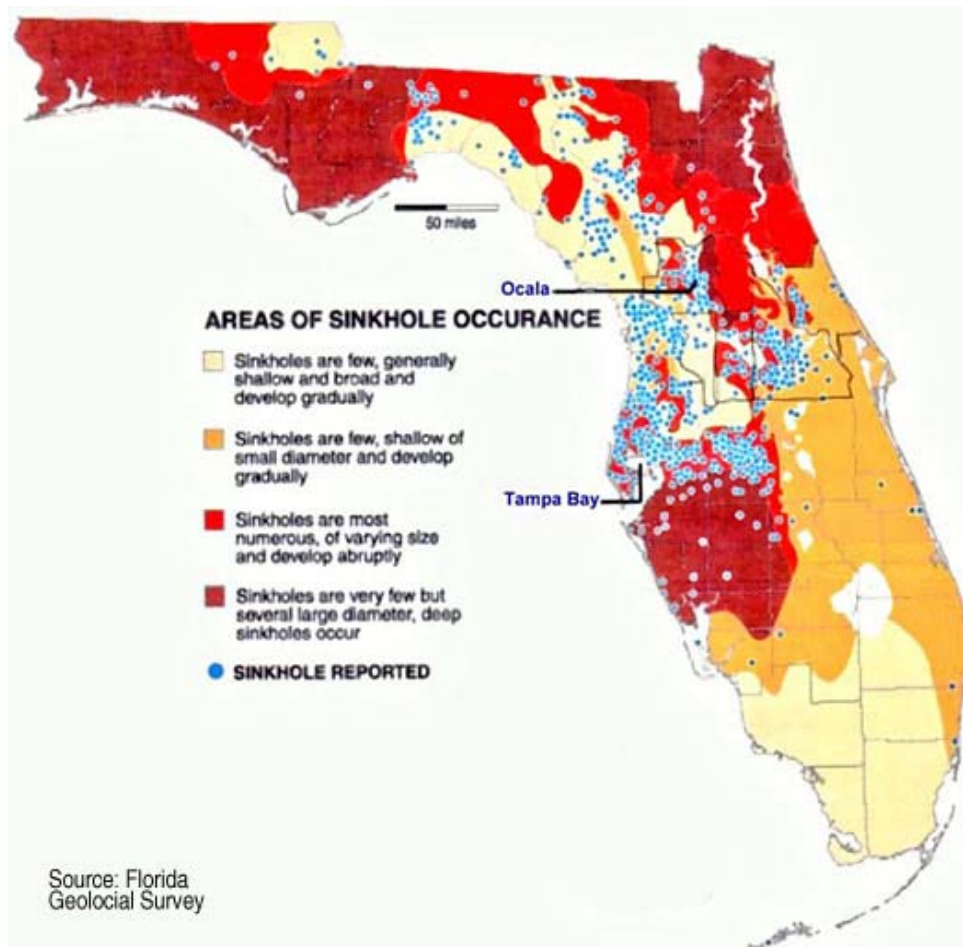 50 miles
Ocala
AREAS OF SINKHOLE OCCURANCE
Sinkholes are few, generally
shallow and broad and
develop gradually
Sinkholes are few, shallow of
small diameter and develop
gradually
Tampa Bay
Sinkholes are most
numerous, of varying size
and develop abruptly
Sinkholes are very few but
several large diameter, deep
sinkholes occur
SINKHOLE REPORTED
Source: Florida
Geolocial Survey